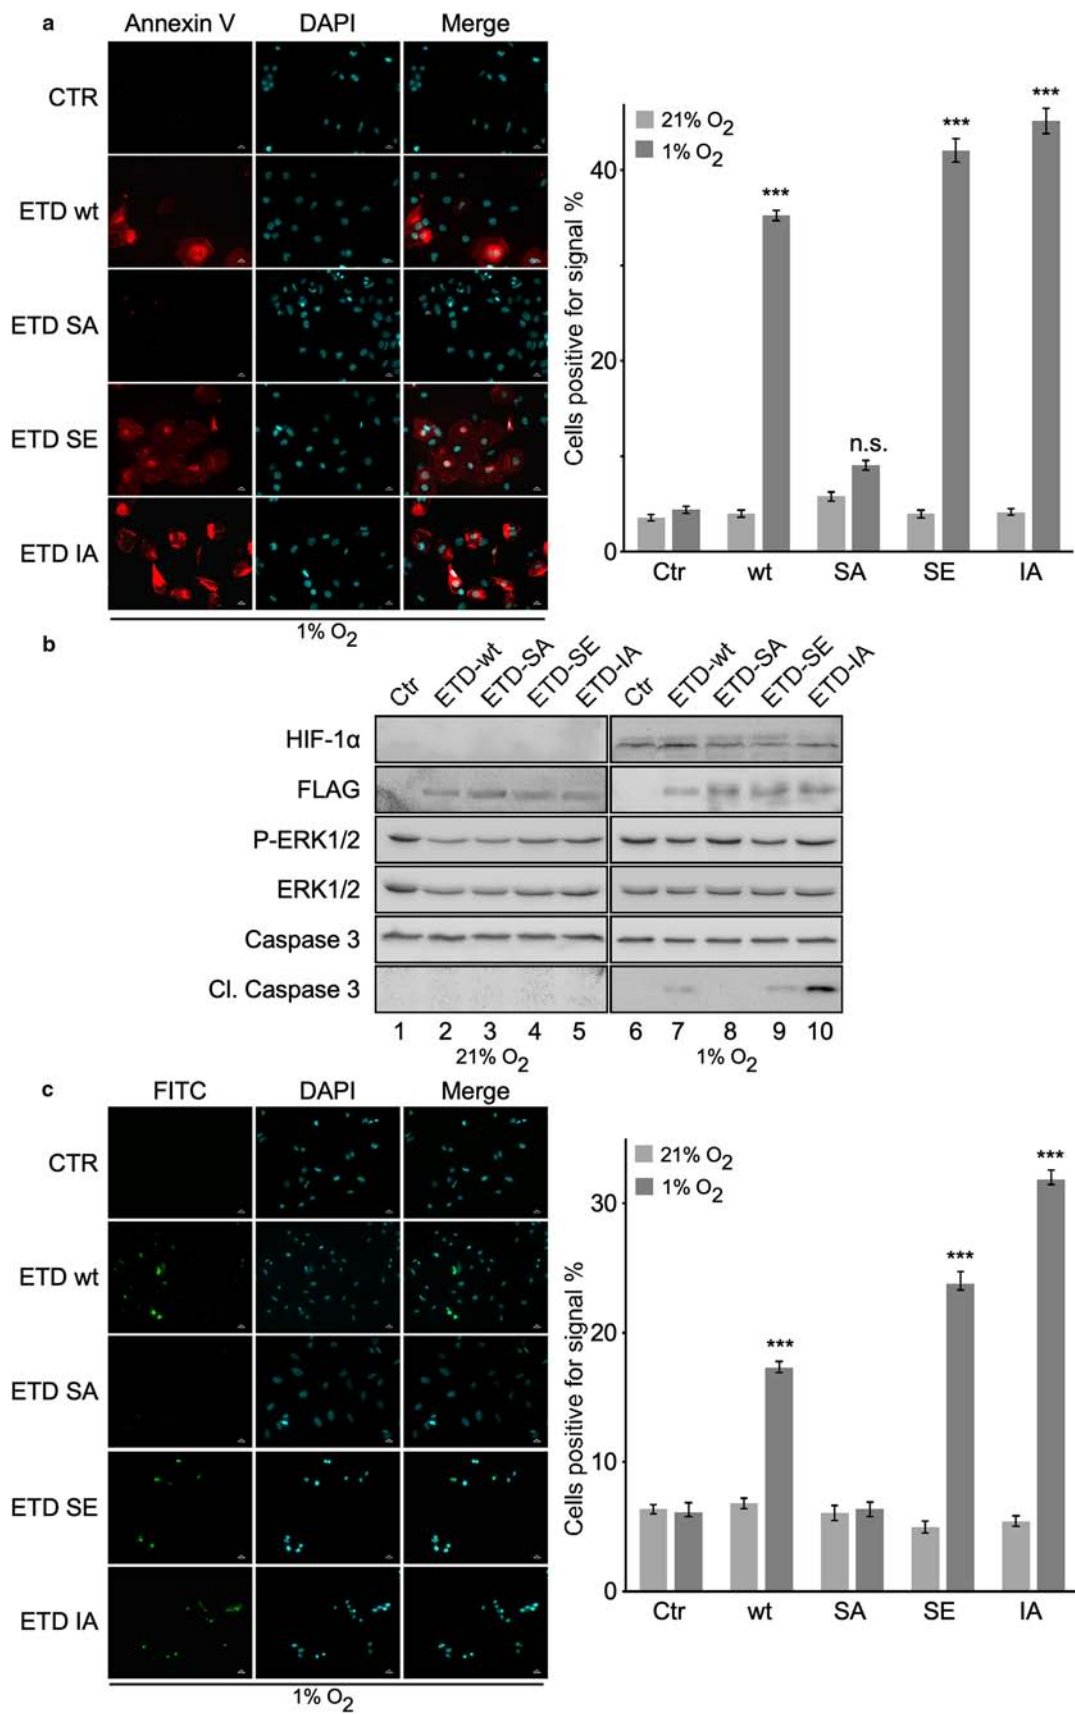 a
Annexin V DAPI Merge
CTR
ETD wt
ETD SA
ETD SE
ETD IA
1% O2
Cells positive for signal %
21% O2
1% O2
40
20
0
***
n.s.
***
***
Ctr wt SA SE IA
b
Ctr ETD-wt ETD-SA ETD-SE ETD-IA Ctr ETD-wt ETD-SA ETD-SE ETD-IA
HIF-1α
FLAG
P-ERK1/2
ERK1/2
Caspase 3
Cl. Caspase 3
1 2 3 4 5 6 7 8 9 10
21% O2 1% O2
c
FITC DAPI Merge
CTR
ETD wt
ETD SA
ETD SE
ETD IA
1% O2
Cells positive for signal %
21% O2
1% O2
30
20
10
0
***
***
***
Ctr wt SA SE IA